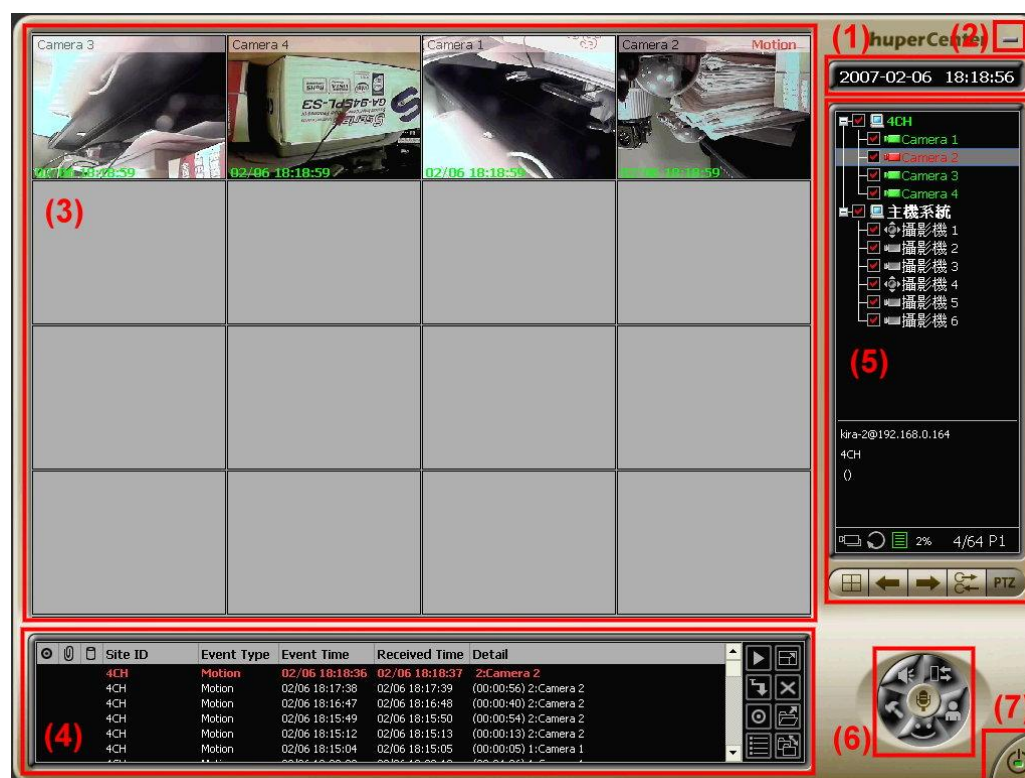 Camera 3
Camera 4
Camera 1
Camera 2 Motion
02/06 18:18:59
02/06 18:18:59
02/06 18:18:59
02/06 18:18:59
GA-945PL-S3
(1) huperCenter (2)
2007-02-06 18:18:56
4CH
Camera 1
Camera 2
Camera 3
Camera 4
主機系統
攝影機 1
攝影機 2
攝影機 3
攝影機 4
攝影機 5
攝影機 6
(3)
(5)
kira-2@192.168.0.164
4CH
()
2% 4/64 P1
PTZ
Site ID Event Type Event Time Received Time Detail
4CH Motion 02/06 18:18:36 02/06 18:18:37 2:Camera 2
4CH Motion 02/06 18:17:38 02/06 18:17:39 (00:00:56) 2:Camera 2
4CH Motion 02/06 18:16:47 02/06 18:16:48 (00:00:40) 2:Camera 2
4CH Motion 02/06 18:15:49 02/06 18:15:50 (00:00:54) 2:Camera 2
4CH Motion 02/06 18:15:12 02/06 18:15:13 (00:00:13) 2:Camera 2
4CH Motion 02/06 18:15:04 02/06 18:15:05 (00:00:05) 1:Camera 1
(4)
(6)
(7)